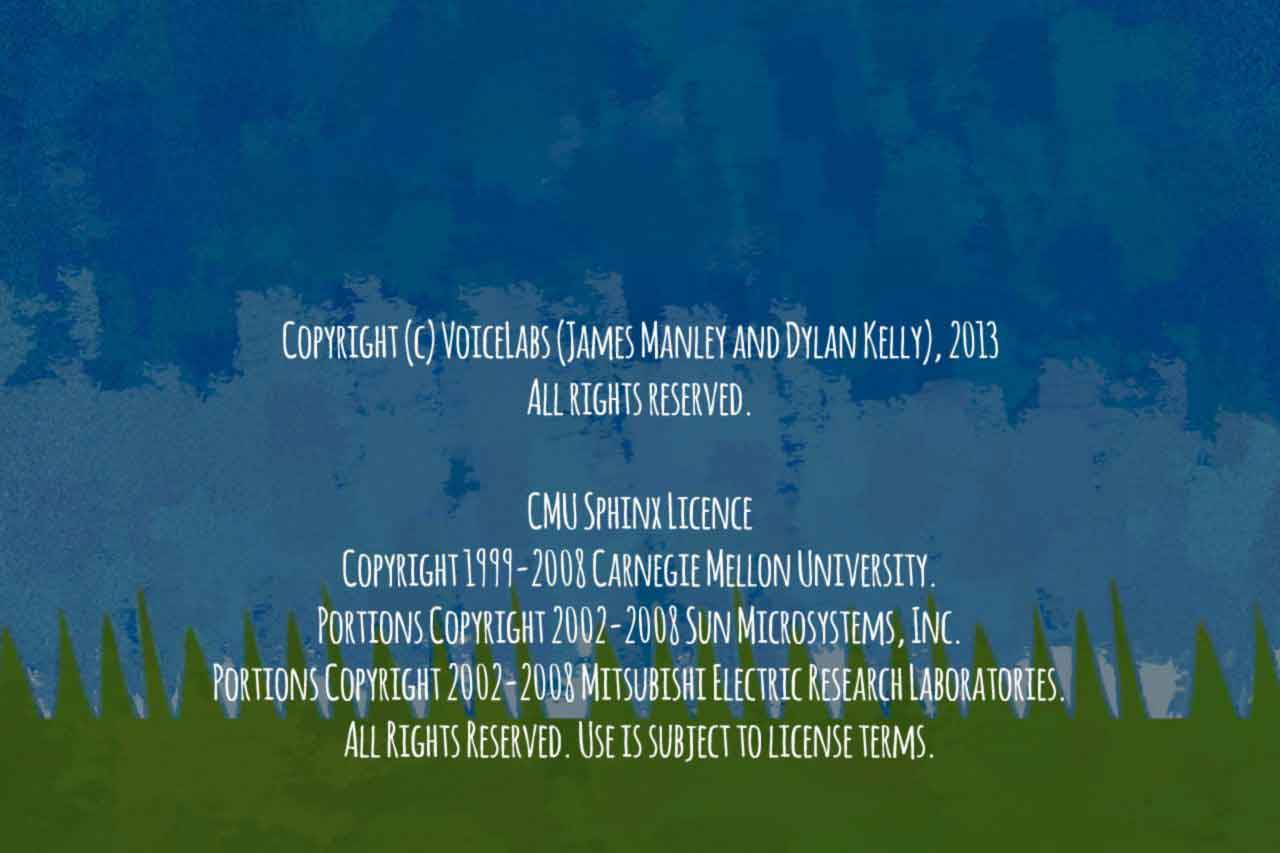 Copyright (c) VoiceLabs (James Manley and Dylan Kelly), 2013
All rights reserved.
CMU Sphinx Licence
Copyright 1999-2008 Carnegie Mellon University.
Portions Copyright 2002-2008 Sun Microsystems, Inc.
Portions Copyright 2002-2008 Mitsubishi Electric Research Laboratories.
All Rights Reserved. Use is subject to license terms.